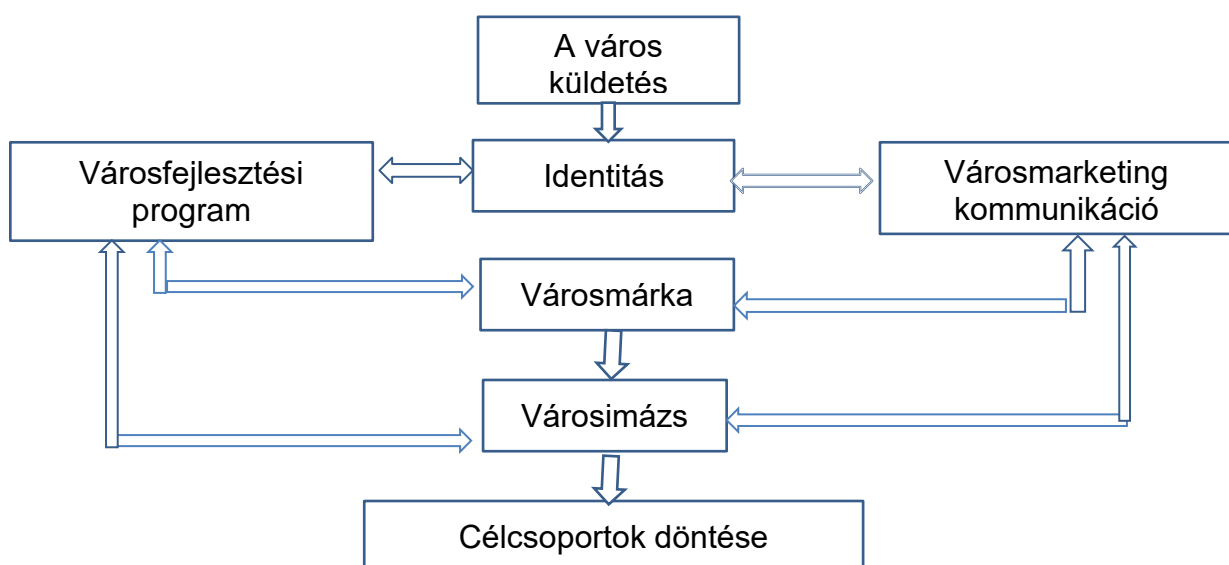 A város
küldetés
Városfejlesztési
program
Identitás
Városmarketing
kommunikáció
Városmárka
Városimázs
Célcsoportok döntése